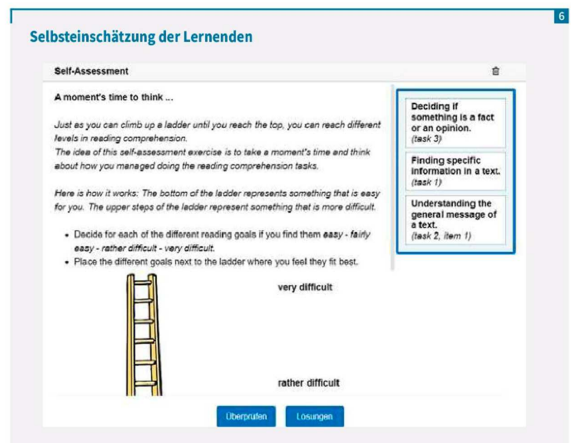 6
Selbsteinschätzung der Lernenden
Self-Assessment
A moment's time to think ...
Just as you can climb up a ladder until you reach the top, you can reach different
levels in reading comprehension.
The idea of this self-assessment exercise is to take a moment's time and think
about how you managed doing the reading comprehension tasks.
Here is how it works: The bottom of the ladder represents something that is easy
for you. The upper steps of the ladder represent something that is more difficult.
• Decide for each of the different reading goals if you find them easy - fairly
easy - rather difficult - very difficult.
• Place the different goals next to the ladder where you feel they fit best.
Deciding if
something is a fact
or an opinion.
(task 3)
Finding specific
information in a text.
(task 1)
Understanding the
general message of
a text.
(task 2, item 1)
very difficult
rather difficult
Überprüfen
Lösungen